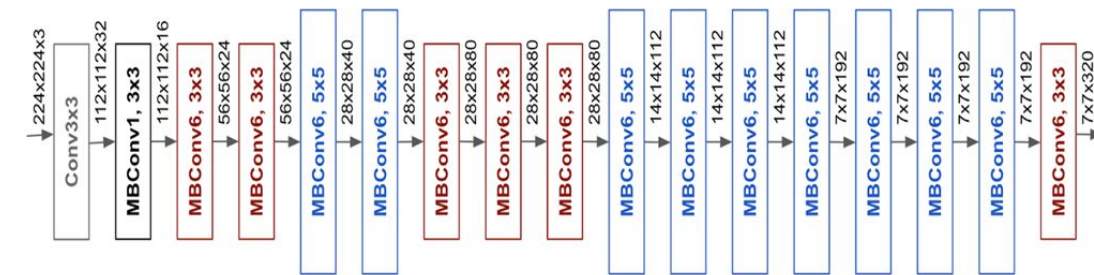 224x224x3
Conv3x3
112x112x32
MBConv1, 3x3
112x112x16
MBConv6, 3x3
56x56x24
MBConv6, 3x3
56x56x24
MBConv6, 5x5
28x28x40
MBConv6, 5x5
28x28x40
MBConv6, 3x3
28x28x80
MBConv6, 3x3
28x28x80
MBConv6, 3x3
28x28x80
MBConv6, 5x5
14x14x112
MBConv6, 5x5
14x14x112
MBConv6, 5x5
14x14x112
MBConv6, 5x5
7x7x192
MBConv6, 5x5
7x7x192
MBConv6, 5x5
7x7x192
MBConv6, 5x5
7x7x192
MBConv6, 3x3
7x7x320